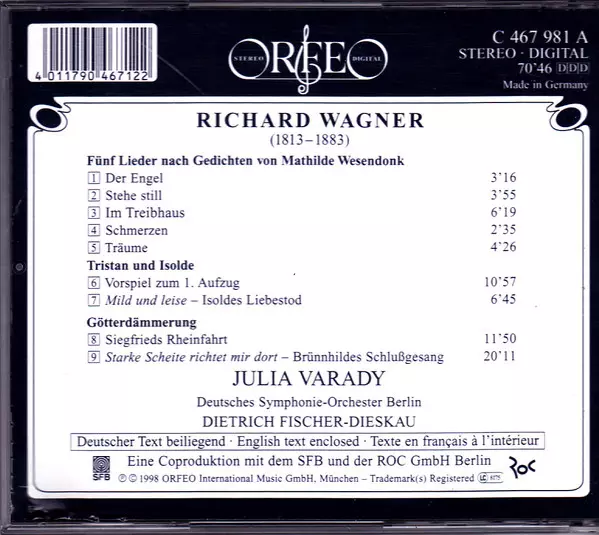 4011790467122
STEREO ORFEO DIGITAL
C 467 981 A
STEREO · DIGITAL
70'46 DDD
Made in Germany
RICHARD WAGNER
(1813–1883)
Fünf Lieder nach Gedichten von Mathilde Wesendonk
1 Der Engel 3'16
2 Stehe still 3'55
3 Im Treibhaus 6'19
4 Schmerzen 2'35
5 Träume 4'26
Tristan und Isolde
6 Vorspiel zum 1. Aufzug 10'57
7 Mild und leise – Isoldes Liebestod 6'45
Götterdämmerung
8 Siegfrieds Rheinfahrt 11'50
9 Starke Scheite richtet mir dort – Brünnhildes Schlußgesang 20'11
JULIA VARADY
Deutsches Symphonie-Orchester Berlin
DIETRICH FISCHER-DIESKAU
Deutscher Text beiliegend · English text enclosed · Texte en français à l'intérieur
SFB Eine Coproduktion mit dem SFB und der ROC GmbH Berlin ROC
℗ © 1998 ORFEO International Music GmbH, München – Trademark(s) Registered LC 8175